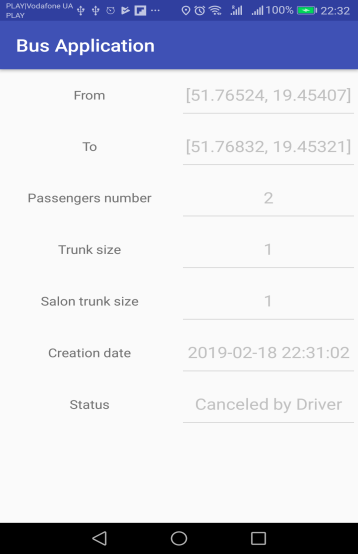 PLAY|Vodafone UA
PLAY
100%
22:32
Bus Application
From [51.76524, 19.45407]
To [51.76832, 19.45321]
Passengers number 2
Trunk size 1
Salon trunk size 1
Creation date 2019-02-18 22:31:02
Status Canceled by Driver